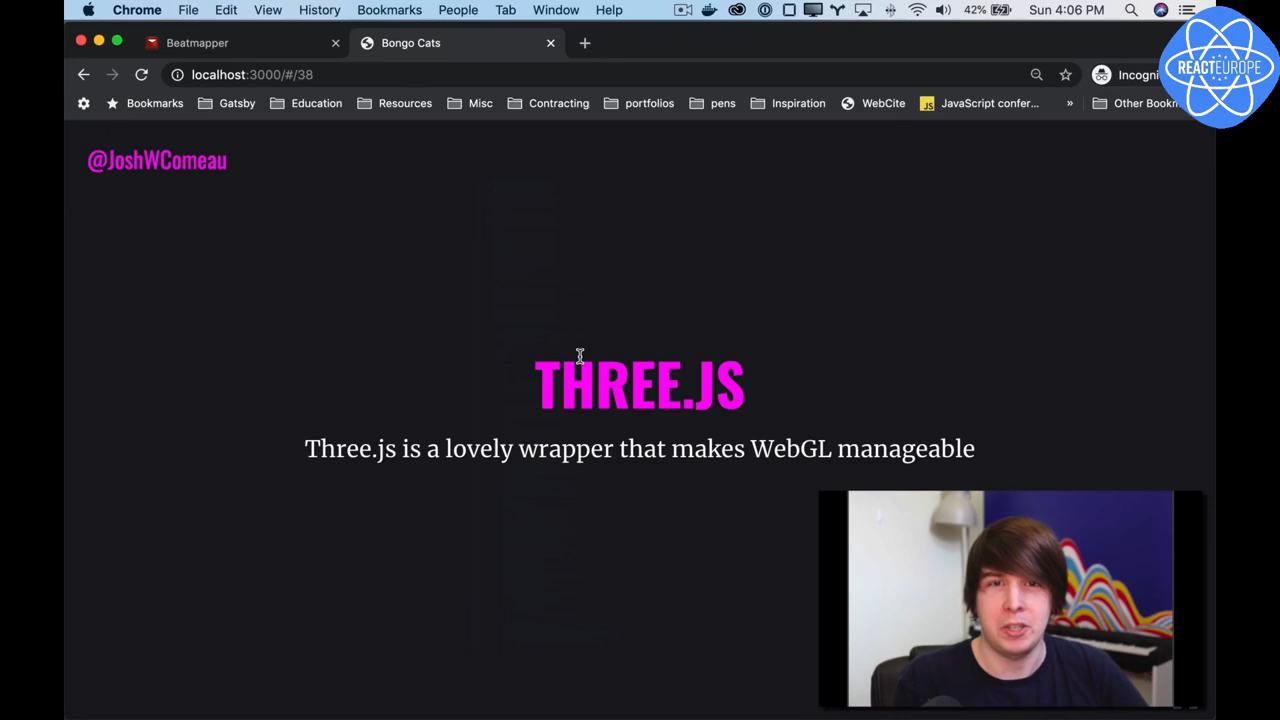 Chrome File Edit View History Bookmarks People Tab Window Help 42% Sun 4:06 PM
Beatmapper Bongo Cats
localhost:3000/#/38 Incogni
Bookmarks Gatsby Education Resources Misc Contracting portfolios pens Inspiration WebCite JS JavaScript confer... » Other Bookm
REACTEUROPE
@JoshWComeau
THREE.JS
Three.js is a lovely wrapper that makes WebGL manageable